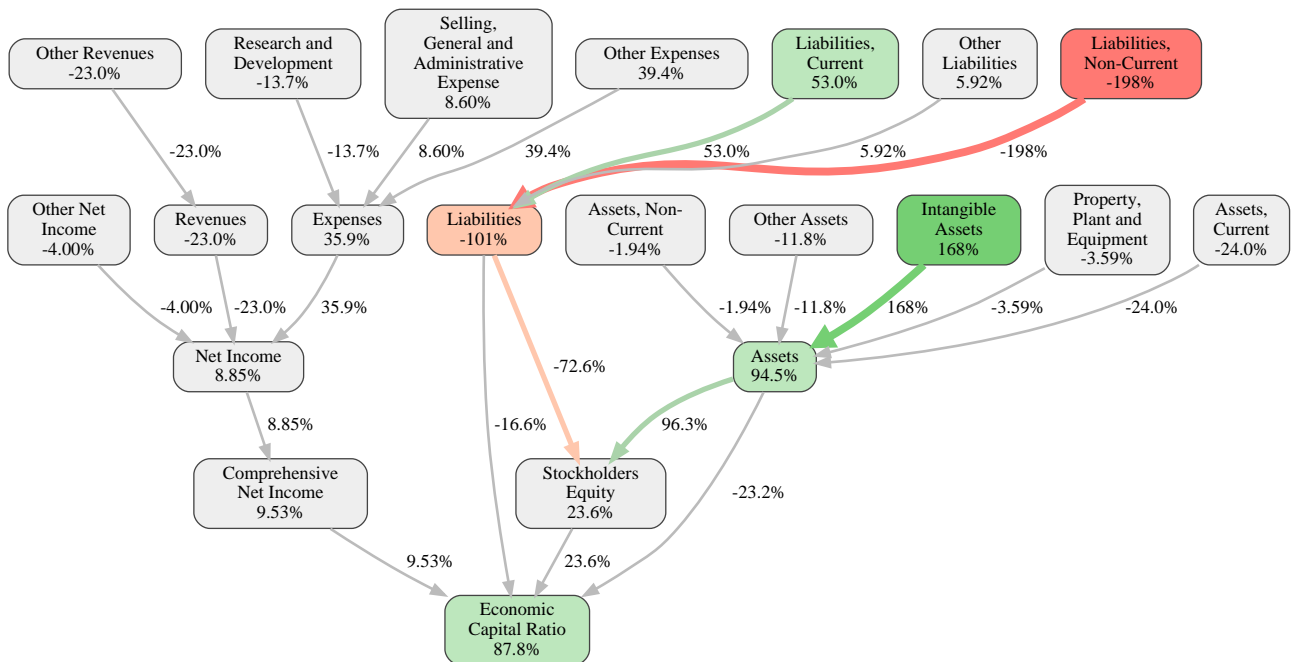 Other Revenues
-23.0%
Research and
Development
-13.7%
Selling,
General and
Administrative
Expense
8.60%
Other Expenses
39.4%
Liabilities,
Current
53.0%
Other
Liabilities
5.92%
Liabilities,
Non-Current
-198%
-23.0%
-13.7%
8.60%
39.4%
53.0%
5.92%
-198%
Other Net
Income
-4.00%
Revenues
-23.0%
Expenses
35.9%
Liabilities
-101%
Assets, Non-
Current
-1.94%
Other Assets
-11.8%
Intangible
Assets
168%
Property,
Plant and
Equipment
-3.59%
Assets,
Current
-24.0%
-4.00%
-23.0%
35.9%
-1.94%
-11.8%
168%
-3.59%
-24.0%
Net Income
8.85%
-72.6%
Assets
94.5%
8.85%
-16.6%
96.3%
Comprehensive
Net Income
9.53%
Stockholders
Equity
23.6%
-23.2%
9.53%
23.6%
Economic
Capital Ratio
87.8%